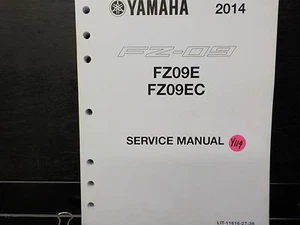 YAMAHA 2014
FZ-09
FZ09E
FZ09EC
SERVICE MANUAL